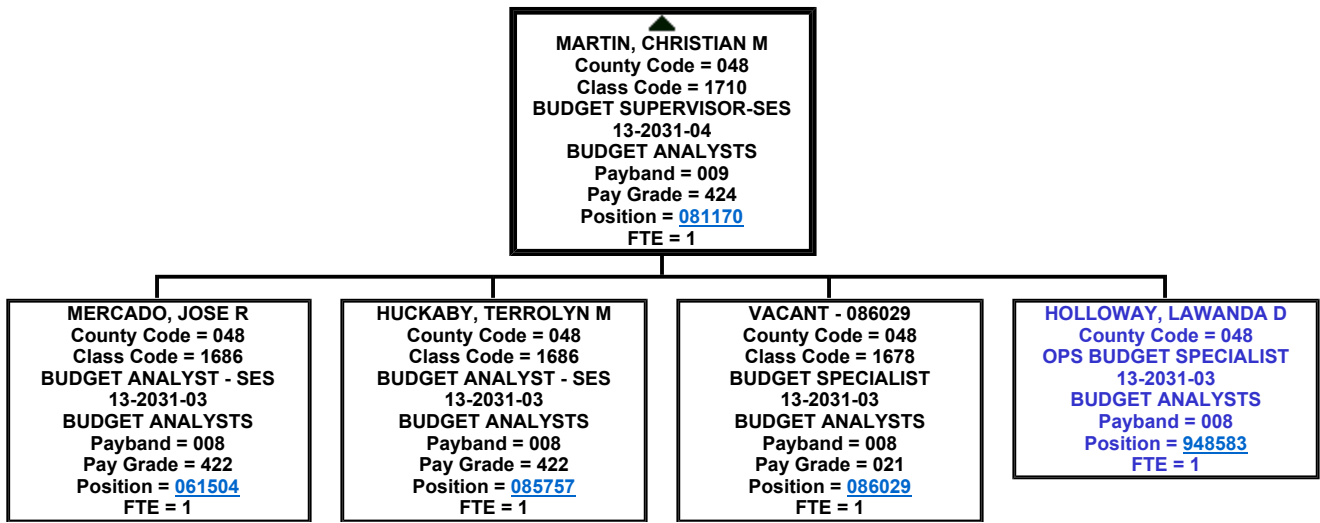 MARTIN, CHRISTIAN M
County Code = 048
Class Code = 1710
BUDGET SUPERVISOR-SES
13-2031-04
BUDGET ANALYSTS
Payband = 009
Pay Grade = 424
Position = 081170
FTE = 1
MERCADO, JOSE R
County Code = 048
Class Code = 1686
BUDGET ANALYST - SES
13-2031-03
BUDGET ANALYSTS
Payband = 008
Pay Grade = 422
Position = 061504
FTE = 1
HUCKABY, TERROLYN M
County Code = 048
Class Code = 1686
BUDGET ANALYST - SES
13-2031-03
BUDGET ANALYSTS
Payband = 008
Pay Grade = 422
Position = 085757
FTE = 1
VACANT - 086029
County Code = 048
Class Code = 1678
BUDGET SPECIALIST
13-2031-03
BUDGET ANALYSTS
Payband = 008
Pay Grade = 021
Position = 086029
FTE = 1
HOLLOWAY, LAWANDA D
County Code = 048
OPS BUDGET SPECIALIST
13-2031-03
BUDGET ANALYSTS
Payband = 008
Position = 948583
FTE = 1